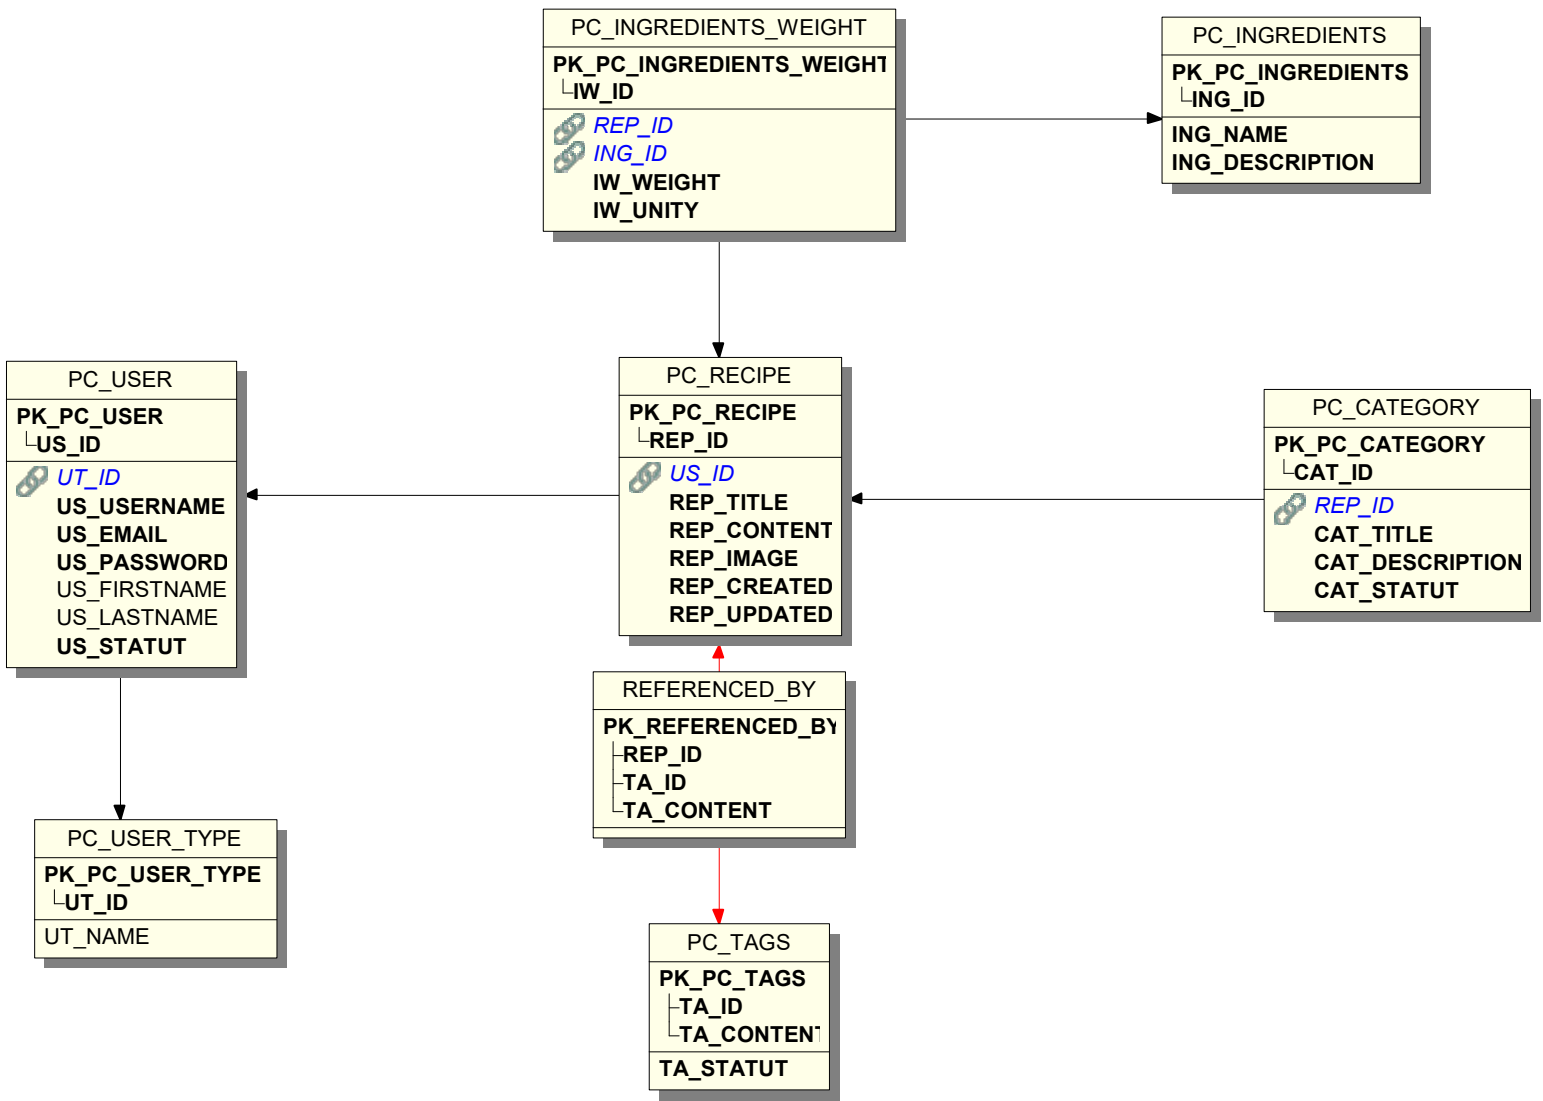 PC_INGREDIENTS_WEIGHT
PK_PC_INGREDIENTS_WEIGHT
IW_ID
REP_ID
ING_ID
IW_WEIGHT
IW_UNITY
PC_INGREDIENTS
PK_PC_INGREDIENTS
ING_ID
ING_NAME
ING_DESCRIPTION
PC_USER
PK_PC_USER
US_ID
UT_ID
US_USERNAME
US_EMAIL
US_PASSWORD
US_FIRSTNAME
US_LASTNAME
US_STATUT
PC_RECIPE
PK_PC_RECIPE
REP_ID
US_ID
REP_TITLE
REP_CONTENT
REP_IMAGE
REP_CREATED
REP_UPDATED
PC_CATEGORY
PK_PC_CATEGORY
CAT_ID
REP_ID
CAT_TITLE
CAT_DESCRIPTION
CAT_STATUT
REFERENCED_BY
PK_REFERENCED_BY
REP_ID
TA_ID
TA_CONTENT
PC_USER_TYPE
PK_PC_USER_TYPE
UT_ID
UT_NAME
PC_TAGS
PK_PC_TAGS
TA_ID
TA_CONTENT
TA_STATUT